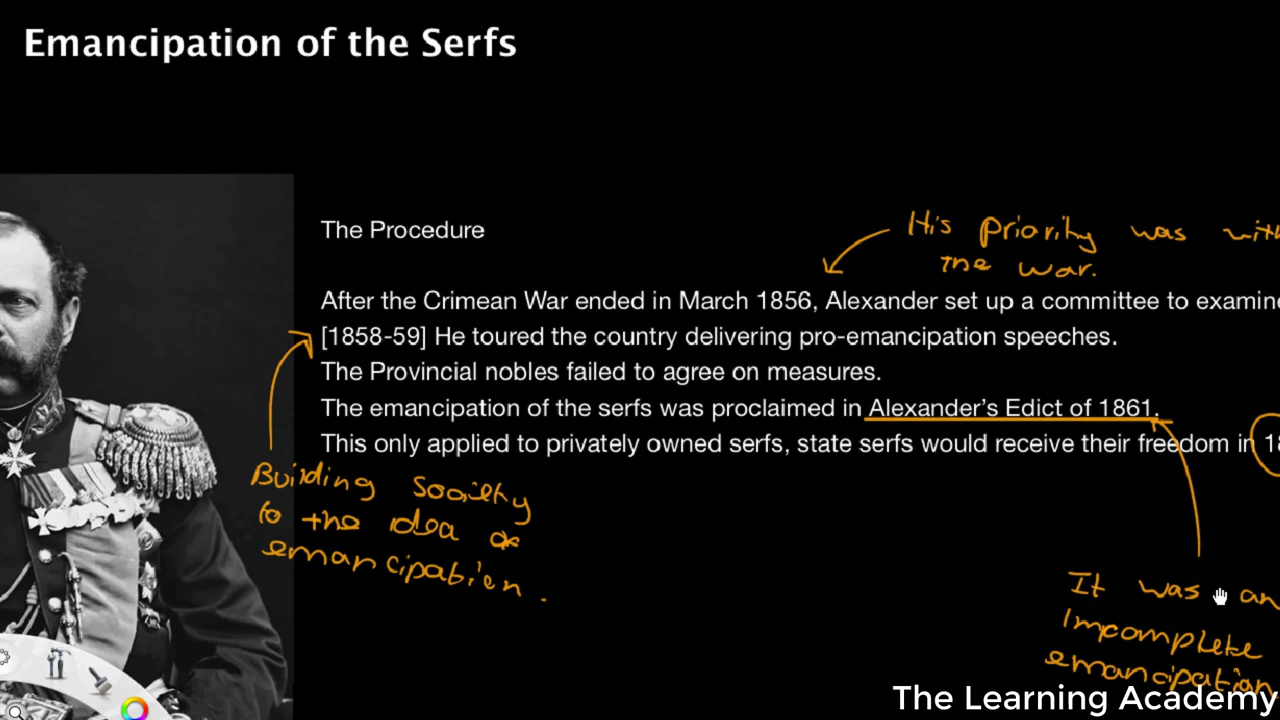 Emancipation of the Serfs
The Procedure
His priority was with
the war.
After the Crimean War ended in March 1856, Alexander set up a committee to examine
[1858-59] He toured the country delivering pro-emancipation speeches.
The Provincial nobles failed to agree on measures.
The emancipation of the serfs was proclaimed in Alexander's Edict of 1861.
This only applied to privately owned serfs, state serfs would receive their freedom in 18
Building society
to the idea of
emancipation.
It was an
Imcomplete
emancipation
The Learning Academy